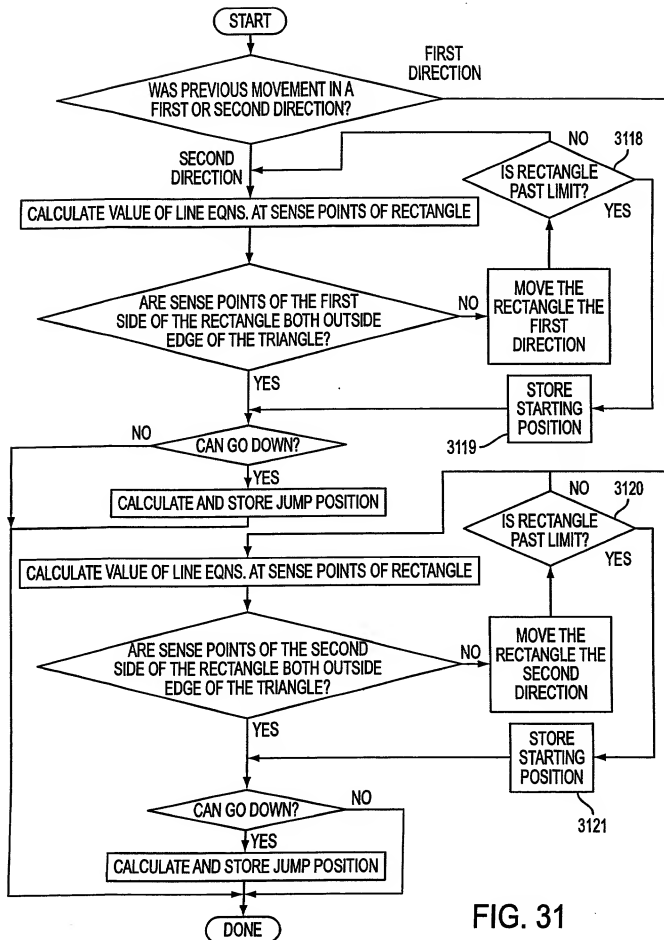 START
FIRST
DIRECTION
WAS PREVIOUS MOVEMENT IN A
FIRST OR SECOND DIRECTION?
NO
3118
SECOND
DIRECTION
IS RECTANGLE
PAST LIMIT?
YES
CALCULATE VALUE OF LINE EQNS. AT SENSE POINTS OF RECTANGLE
ARE SENSE POINTS OF THE FIRST
SIDE OF THE RECTANGLE BOTH OUTSIDE
EDGE OF THE TRIANGLE?
NO
MOVE THE
RECTANGLE THE
FIRST
DIRECTION
YES
STORE
STARTING
POSITION
3119
NO
CAN GO DOWN?
YES
CALCULATE AND STORE JUMP POSITION
NO
3120
IS RECTANGLE
PAST LIMIT?
YES
CALCULATE VALUE OF LINE EQNS. AT SENSE POINTS OF RECTANGLE
ARE SENSE POINTS OF THE SECOND
SIDE OF THE RECTANGLE BOTH OUTSIDE
EDGE OF THE TRIANGLE?
NO
MOVE THE
RECTANGLE THE
SECOND
DIRECTION
YES
STORE
STARTING
POSITION
3121
CAN GO DOWN?
NO
YES
CALCULATE AND STORE JUMP POSITION
DONE
FIG. 31